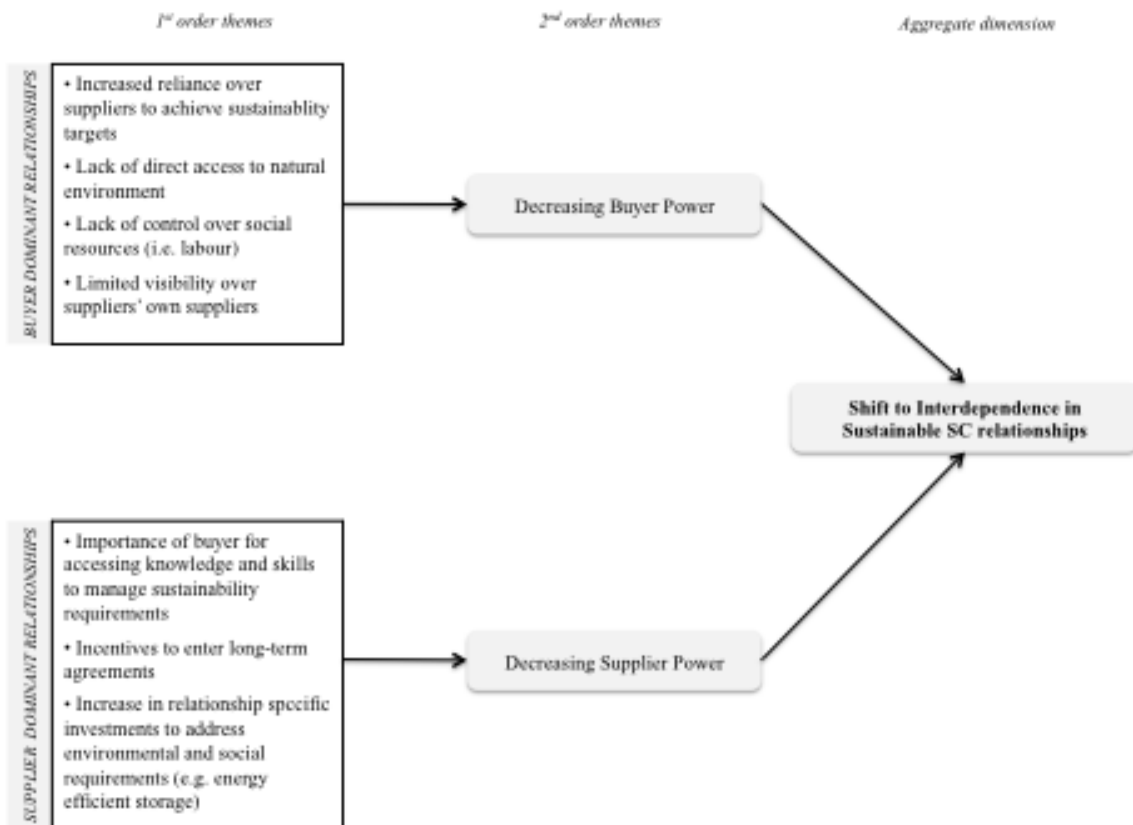 1st order themes
2nd order themes
Aggregate dimension
BUYER DOMINANT RELATIONSHIPS
• Increased reliance over
suppliers to achieve sustainablity
targets
• Lack of direct access to natural
environment
• Lack of control over social
resources (i.e. labour)
• Limited visibility over
suppliers' own suppliers
Decreasing Buyer Power
Shift to Interdependence in
Sustainable SC relationships
SUPPLIER DOMINANT RELATIONSHIPS
• Importance of buyer for
accessing knowledge and skills
to manage sustainability
requirements
• Incentives to enter long-term
agreements
• Increase in relationship specific
investments to address
environmental and social
requirements (e.g. energy
efficient storage)
Decreasing Supplier Power